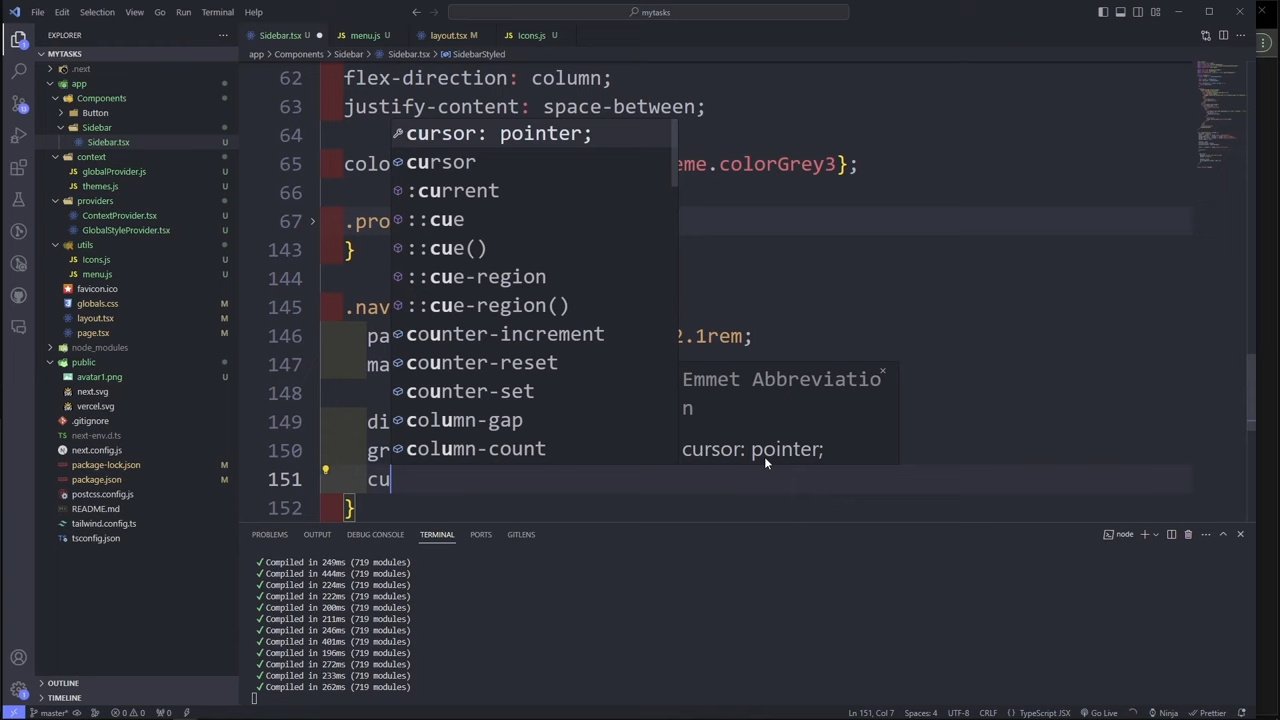 File Edit Selection View Go Run Terminal Help
mytasks
EXPLORER
Sidebar.tsx U
menu.js U
layout.tsx M
Icons.js U
app > Components > Sidebar > Sidebar.tsx > SidebarStyled
MYTASKS
.next
app
Components
Button
Sidebar
Sidebar.tsx U
context
globalProvider.js U
themes.js U
providers
ContextProvider.tsx U
GlobalStyleProvider.tsx U
utils
Icons.js U
menu.js U
favicon.ico
globals.css M
layout.tsx M
page.tsx M
node_modules
public
avatar1.png U
next.svg
vercel.svg
.gitignore
next-env.d.ts
next.config.js
package-lock.json M
package.json M
postcss.config.js
README.md
tailwind.config.ts
tsconfig.json
OUTLINE
TIMELINE
62 flex-direction: column;
63 justify-content: space-between;
64
65 colo eme.colorGrey3};
66
67 .pro
143 }
144
145 .nav
146 pa 2.1rem;
147 ma
148
149 di
150 gr
151 cu
152 }
cursor: pointer;
cursor
:current
::cue
::cue()
::cue-region
::cue-region()
counter-increment
counter-reset
counter-set
column-gap
column-count
Emmet Abbreviatio
n
cursor: pointer;
PROBLEMS OUTPUT DEBUG CONSOLE TERMINAL PORTS GITLENS
node
✓ Compiled in 249ms (719 modules)
✓ Compiled in 444ms (719 modules)
✓ Compiled in 224ms (719 modules)
✓ Compiled in 222ms (719 modules)
✓ Compiled in 200ms (719 modules)
✓ Compiled in 211ms (719 modules)
✓ Compiled in 246ms (719 modules)
✓ Compiled in 401ms (719 modules)
✓ Compiled in 196ms (719 modules)
✓ Compiled in 272ms (719 modules)
✓ Compiled in 233ms (719 modules)
✓ Compiled in 262ms (719 modules)
master* 0 0 0 Ln 151, Col 7 Spaces: 4 UTF-8 CRLF {} TypeScript JSX Go Live Ninja Prettier